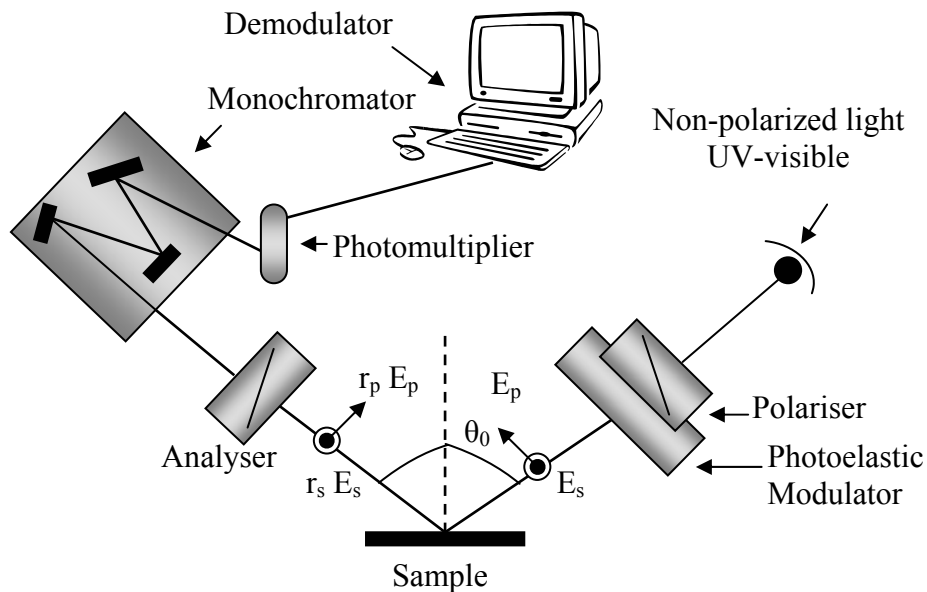 Demodulator
Monochromator
Non-polarized light
UV-visible
Photomultiplier
r_p E_p
E_p
θ_0
Polariser
Analyser
r_s E_s
E_s
Photoelastic
Modulator
Sample